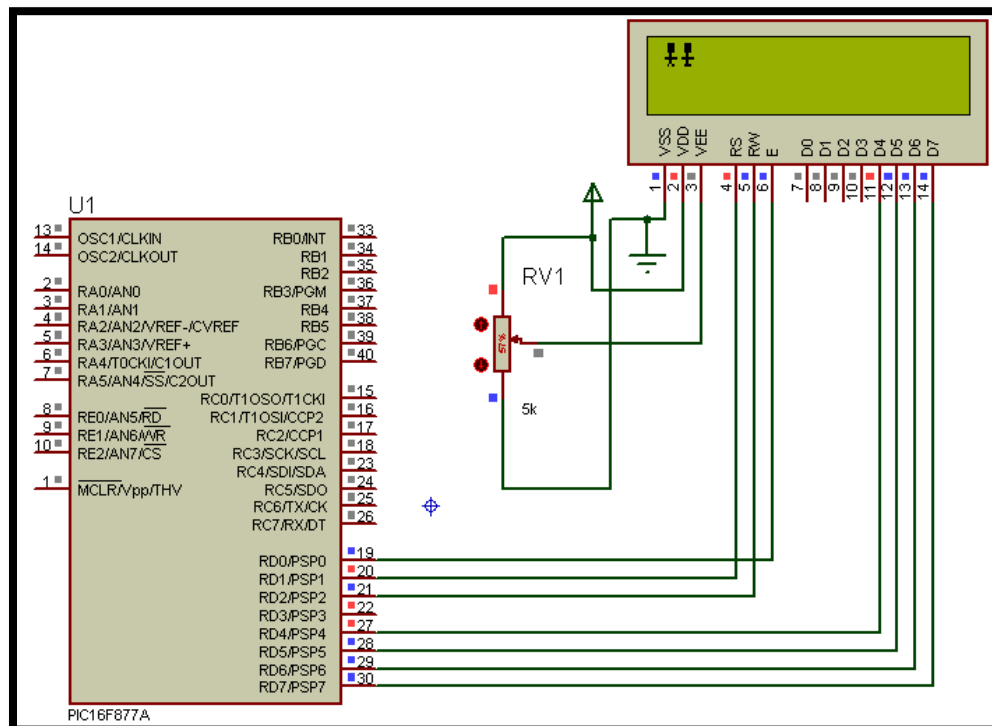 VSS
VDD
VEE
RS
RW
E
D0
D1
D2
D3
D4
D5
D6
D7
1
2
3
4
5
6
7
8
9
10
11
12
13
14
U1
13 OSC1/CLKIN RB0/INT 33
14 OSC2/CLKOUT RB1 34
RB2 35
2 RA0/AN0 RB3/PGM 36
3 RA1/AN1 RB4 37
4 RA2/AN2/VREF-/CVREF RB5 38
5 RA3/AN3/VREF+ RB6/PGC 39
6 RA4/T0CKI/C1OUT RB7/PGD 40
7 RA5/AN4/SS/C2OUT
RC0/T1OSO/T1CKI 15
8 RE0/AN5/RD RC1/T1OSI/CCP2 16
9 RE1/AN6/WR RC2/CCP1 17
10 RE2/AN7/CS RC3/SCK/SCL 18
RC4/SDI/SDA 23
1 MCLR/Vpp/THV RC5/SDO 24
RC6/TX/CK 25
RC7/RX/DT 26
RD0/PSP0 19
RD1/PSP1 20
RD2/PSP2 21
RD3/PSP3 22
RD4/PSP4 27
RD5/PSP5 28
RD6/PSP6 29
RD7/PSP7 30
PIC16F877A
RV1
57%
5k